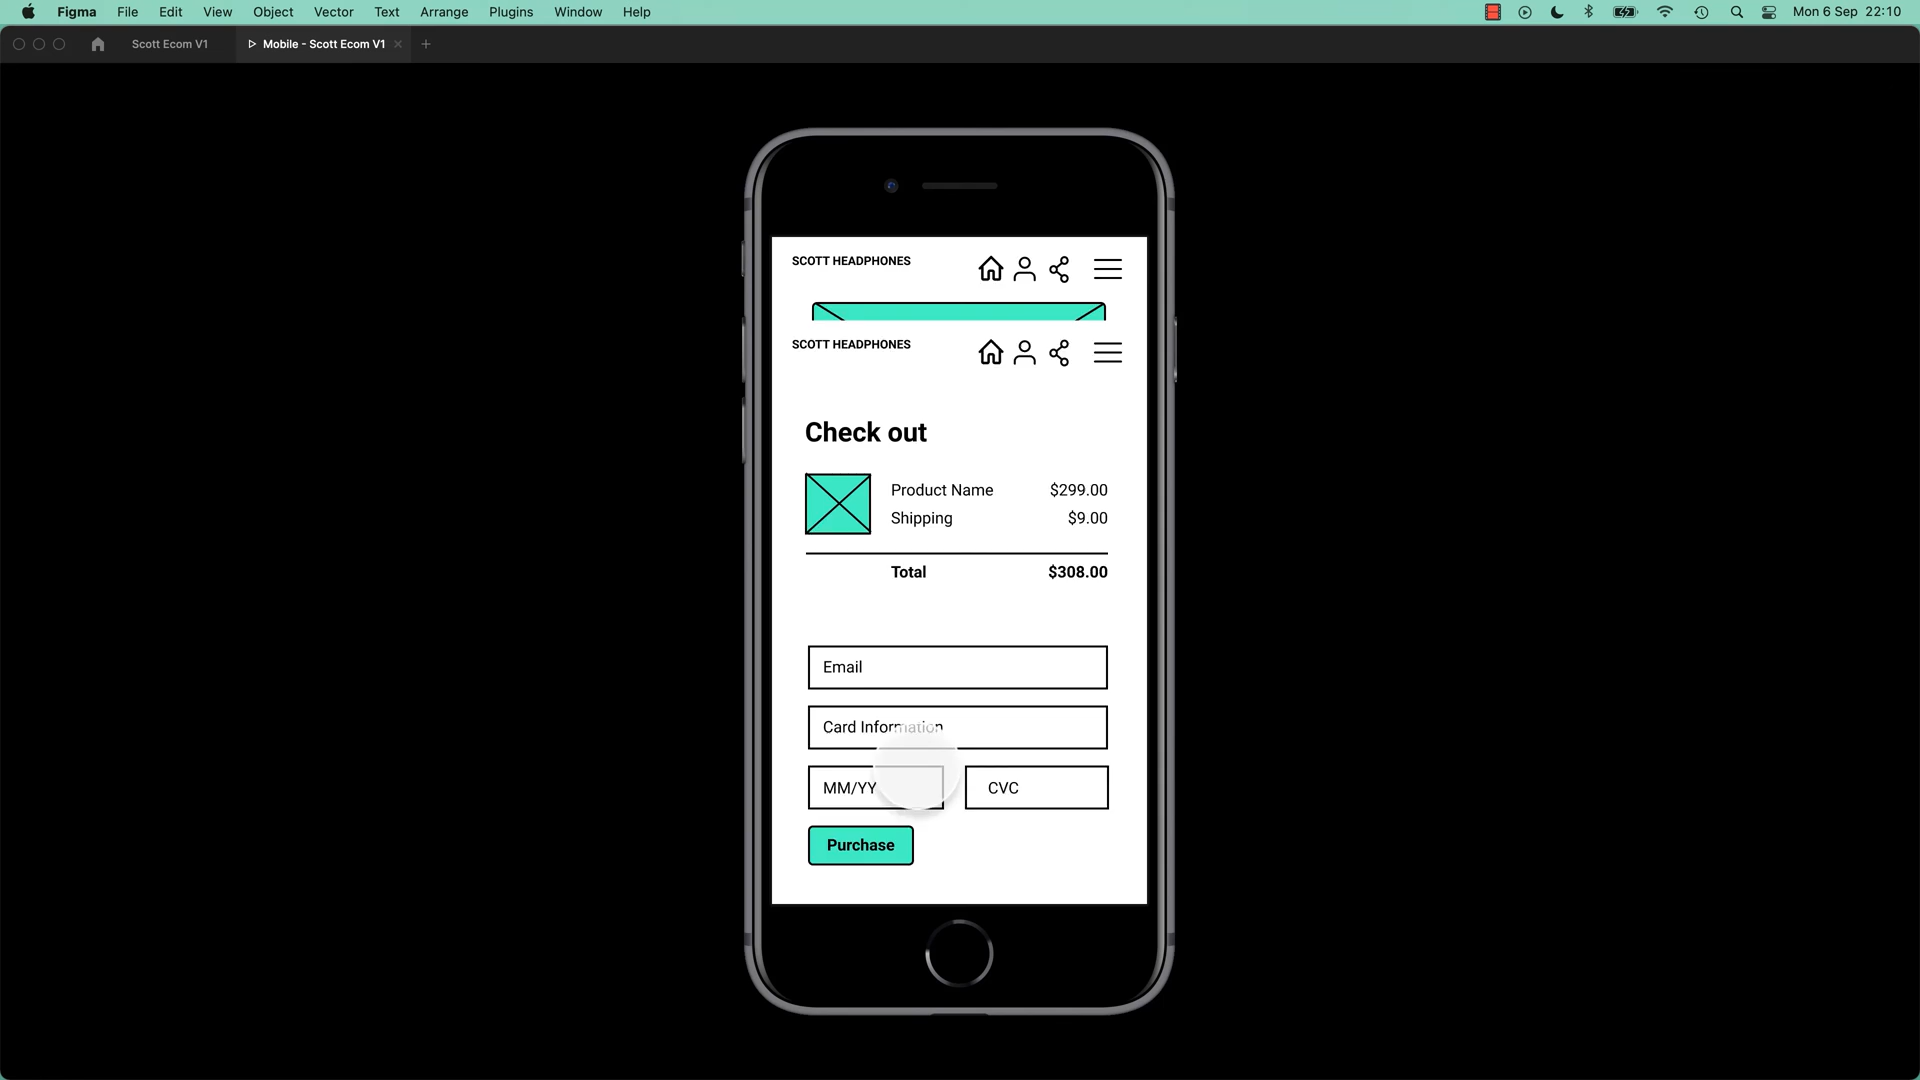 Figma File Edit View Object Vector Text Arrange Plugins Window Help Mon 6 Sep 22:10
Scott Ecom V1 Mobile - Scott Ecom V1
SCOTT HEADPHONES
SCOTT HEADPHONES
Check out
Product Name $299.00
Shipping $9.00
Total $308.00
Email
Card Information
MM/YY CVC
Purchase